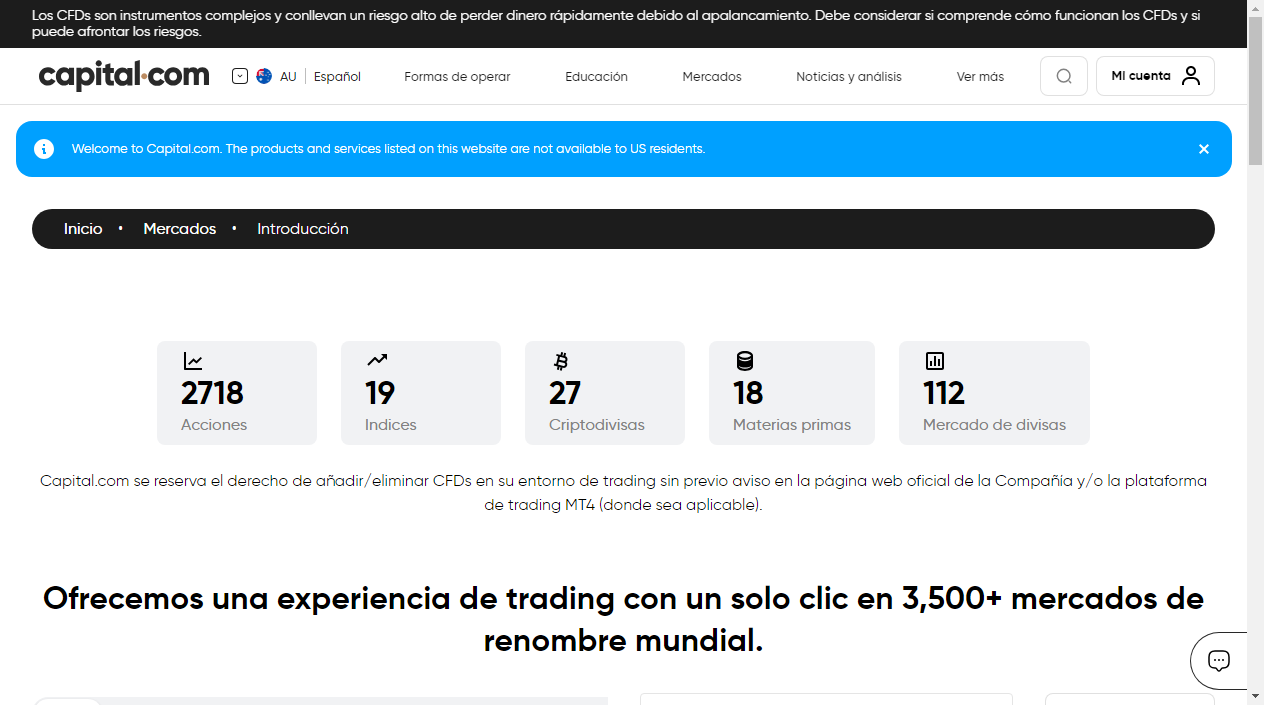 Los CFDs son instrumentos complejos y conllevan un riesgo alto de perder dinero rápidamente debido al apalancamiento. Debe considerar si comprende cómo funcionan los CFDs y si
puede afrontar los riesgos.
capital.com AU Español Formas de operar Educación Mercados Noticias y análisis Ver más Mi cuenta
Welcome to Capital.com. The products and services listed on this website are not available to US residents.
Inicio • Mercados • Introducción
2718 19 27 18 112
Acciones Indices Criptodivisas Materias primas Mercado de divisas
Capital.com se reserva el derecho de añadir/eliminar CFDs en su entorno de trading sin previo aviso en la página web oficial de la Compañía y/o la plataforma
de trading MT4 (donde sea aplicable).
Ofrecemos una experiencia de trading con un solo clic en 3,500+ mercados de
renombre mundial.